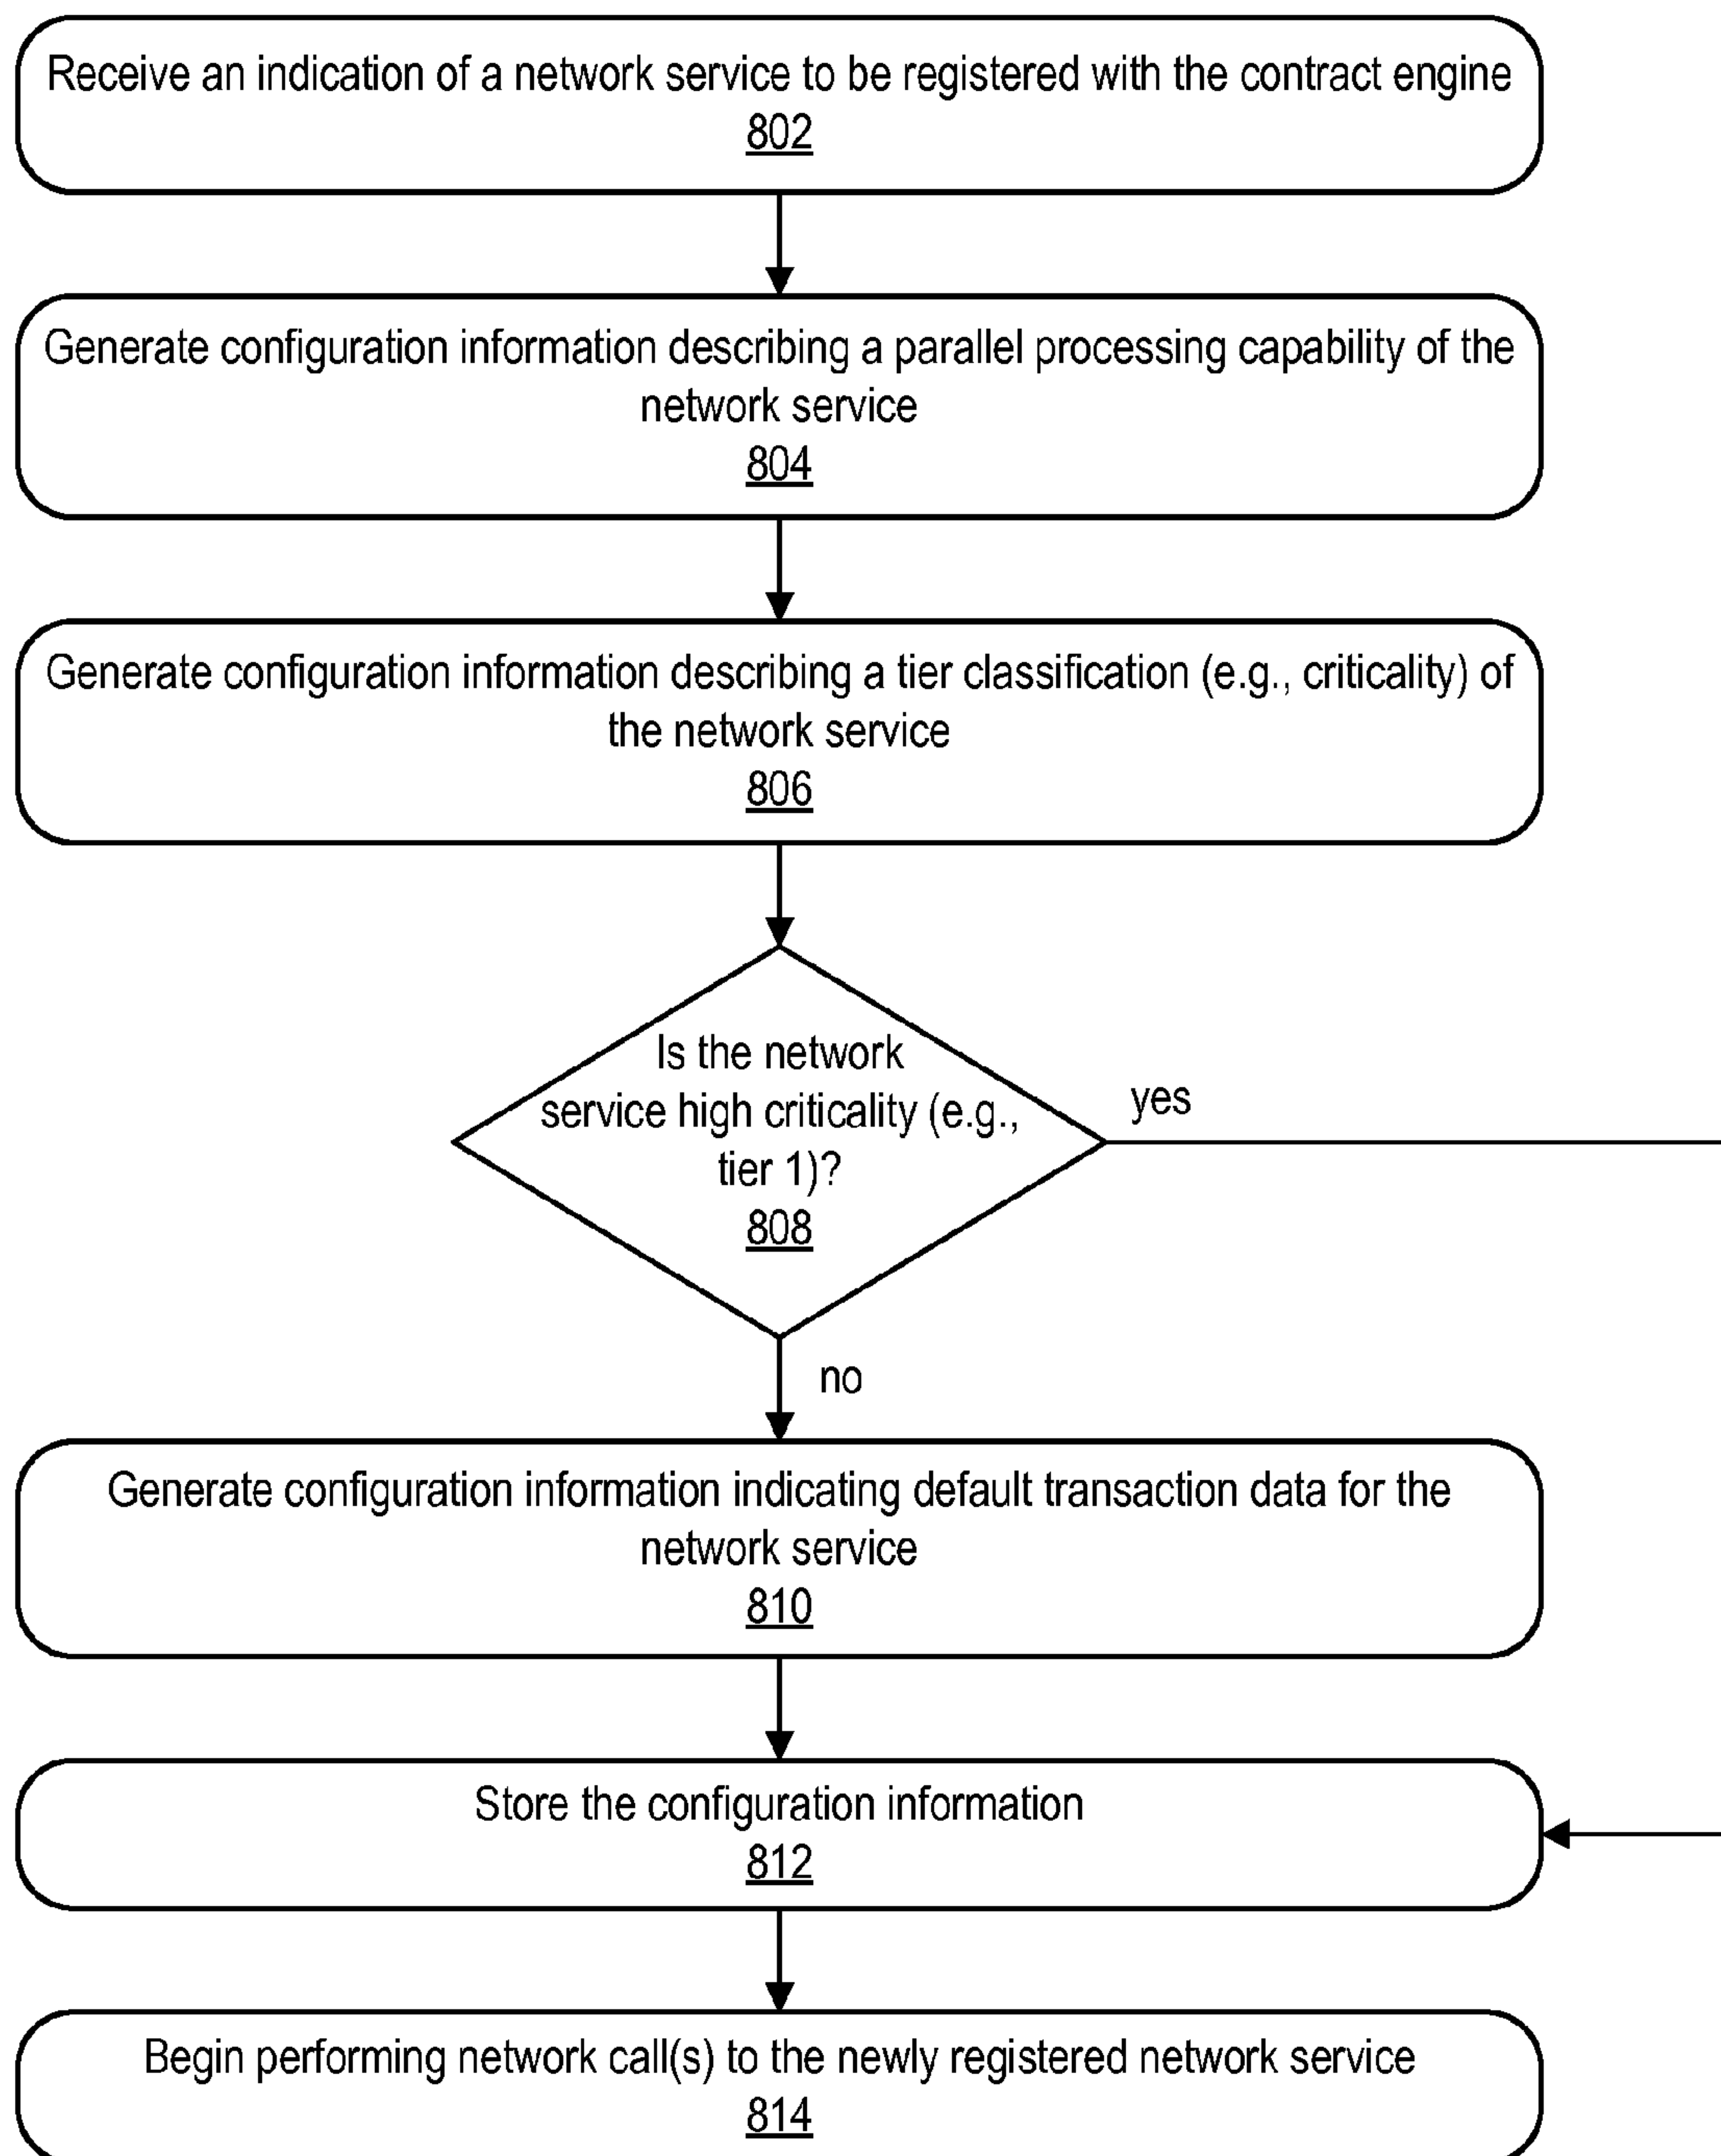 Receive an indication of a network service to be registered with the contract engine
802
Generate configuration information describing a parallel processing capability of the
network service
804
Generate configuration information describing a tier classification (e.g., criticality) of
the network service
806
Is the network
service high criticality (e.g.,
tier 1)?
808
yes
no
Generate configuration information indicating default transaction data for the
network service
810
Store the configuration information
812
Begin performing network call(s) to the newly registered network service
814